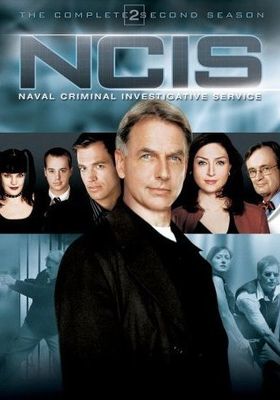 THE COMPLETE 2 SECOND SEASON
NCIS
NAVAL CRIMINAL INVESTIGATIVE SERVICE